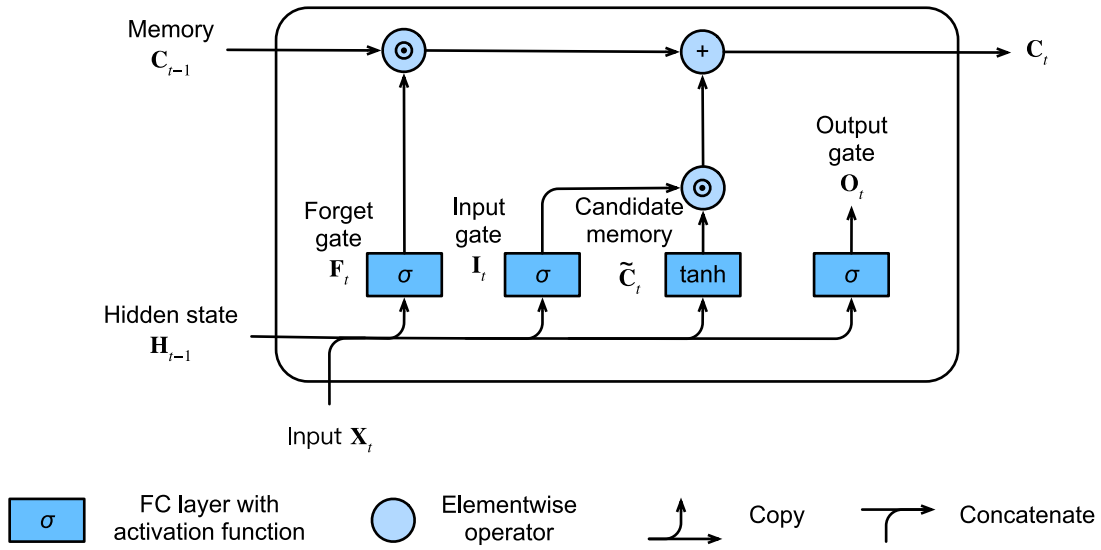 Memory
C_{t−1}
⊙
+
C_t
Output
gate
O_t
⊙
Forget
gate
F_t
Input
gate
I_t
Candidate
memory
C̃_t
σ
σ
tanh
σ
Hidden state
H_{t−1}
Input X_t
σ
FC layer with
activation function
Elementwise
operator
Copy
Concatenate